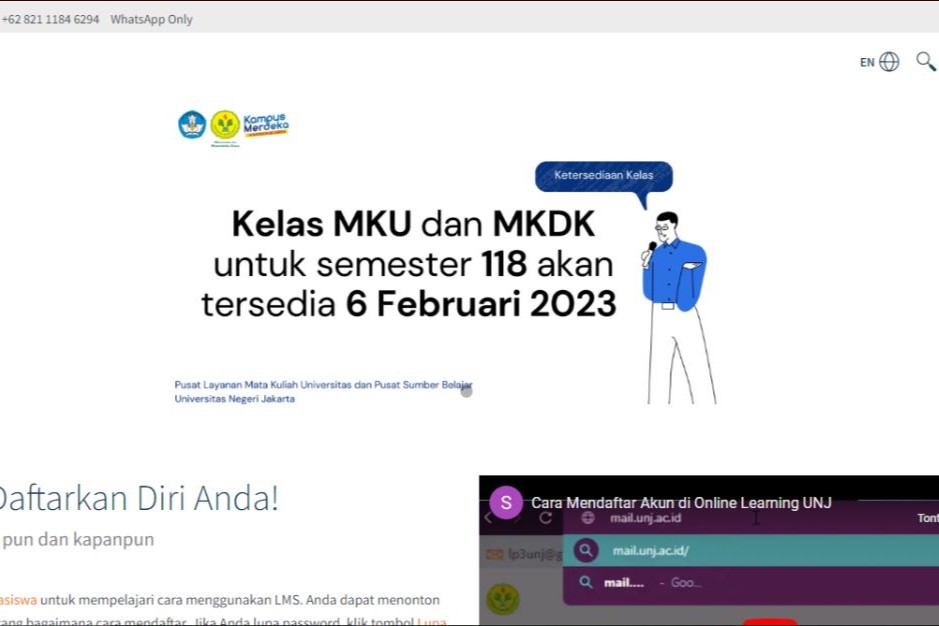 +62 821 1184 6294 WhatsApp Only
EN
Kampus
Merdeka
Ketersediaan Kelas
Kelas MKU dan MKDK
untuk semester 118 akan
tersedia 6 Februari 2023
Pusat Layanan Mata Kuliah Universitas dan Pusat Sumber Belajar
Universitas Negeri Jakarta
Daftarkan Diri Anda!
pun dan kapanpun
asiswa untuk mempelajari cara menggunakan LMS. Anda dapat menonton
tang bagaimana cara mendaftar. Jika Anda lupa password, klik tombol Lupa
S Cara Mendaftar Akun di Online Learning UNJ
mail.unj.ac.id
Tont
lp3unj@g
mail.unj.ac.id/
mail.... - Goo...